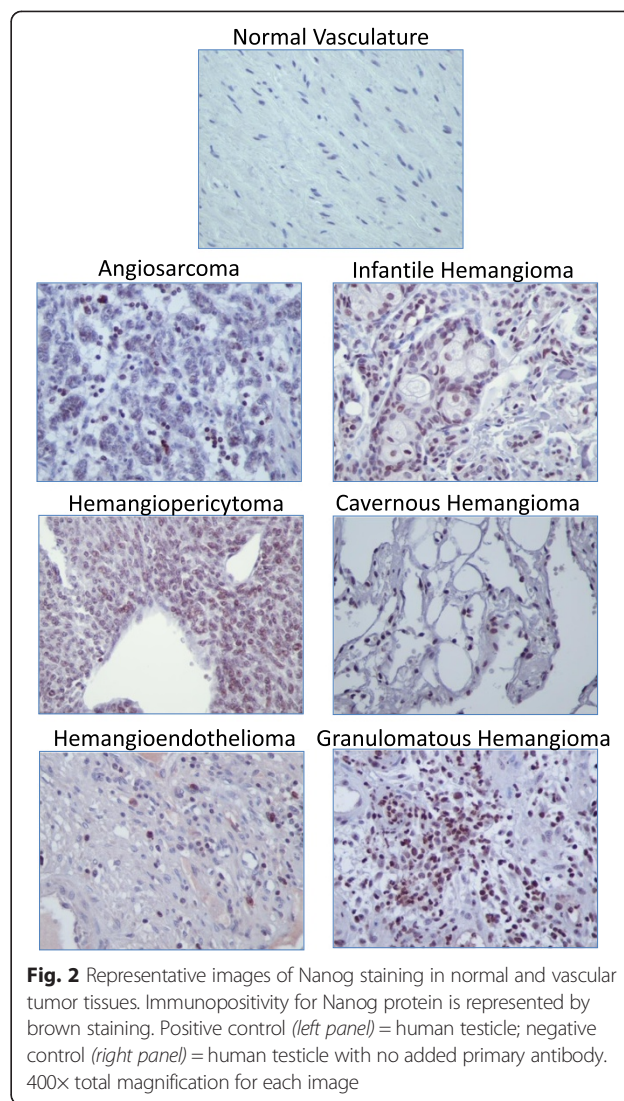 Normal Vasculature
Angiosarcoma
Infantile Hemangioma
Hemangiopericytoma
Cavernous Hemangioma
Hemangioendothelioma
Granulomatous Hemangioma
Fig. 2 Representative images of Nanog staining in normal and vascular
tumor tissues. Immunopositivity for Nanog protein is represented by
brown staining. Positive control (left panel) = human testicle; negative
control (right panel) = human testicle with no added primary antibody.
400× total magnification for each image